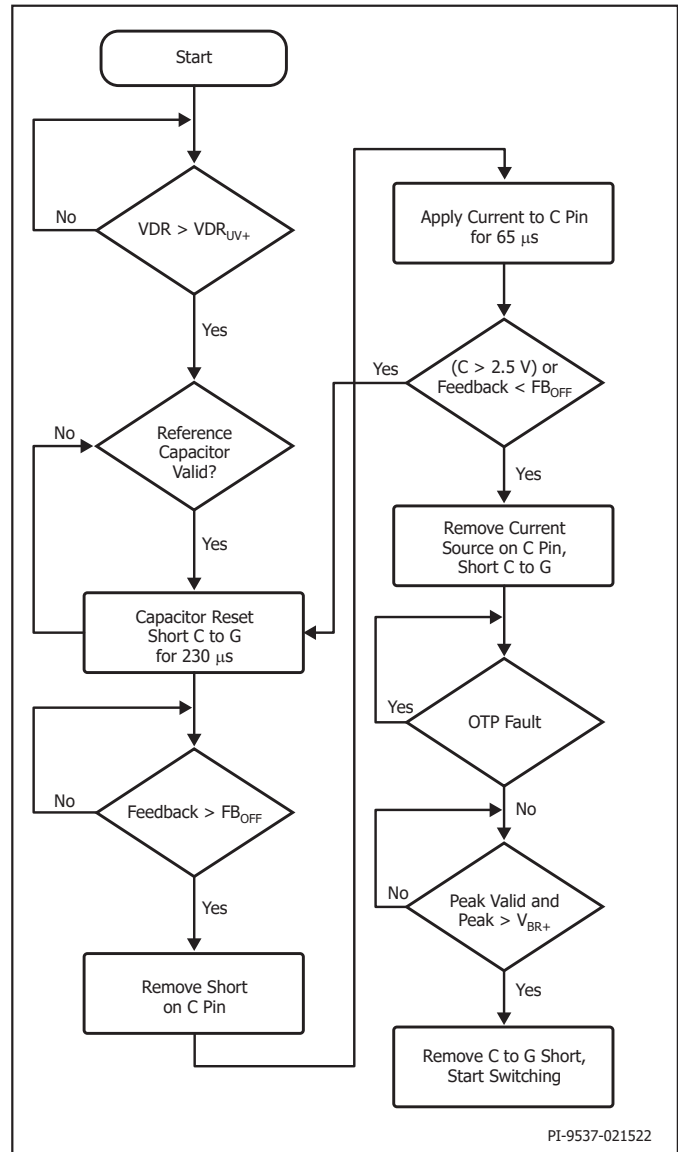 Start
No
VDR > VDR_UV+
Yes
No
Reference
Capacitor
Valid?
Yes
Capacitor Reset
Short C to G
for 230 μs
No
Feedback > FB_OFF
Yes
Remove Short
on C Pin
Apply Current to C Pin
for 65 μs
Yes
(C > 2.5 V) or
Feedback < FB_OFF
Yes
Remove Current
Source on C Pin,
Short C to G
Yes
OTP Fault
No
No
Peak Valid and
Peak > V_BR+
Yes
Remove C to G Short,
Start Switching
PI-9537-021522